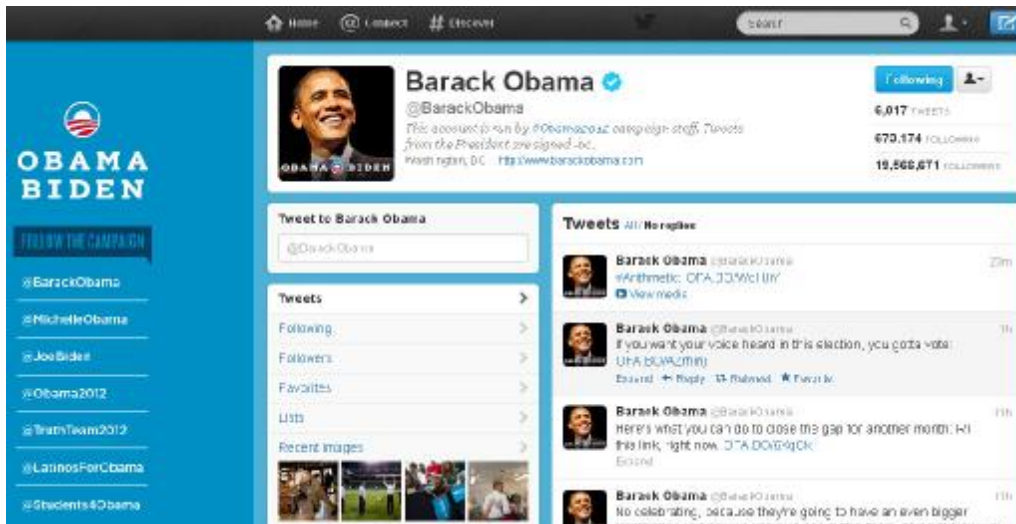 Home Connect # Discover
Search
OBAMA
BIDEN
FOLLOW THE CAMPAIGN
@BarackObama
@MichelleObama
@JoeBiden
@Obama2012
@TruthTeam2012
@LatinosForObama
@Students4Obama
OBAMA BIDEN
Barack Obama
@BarackObama
This account is run by #Obama2012 campaign staff. Tweets
from the President are signed -bo.
Washington, DC http://www.barackobama.com
Following
6,017 TWEETS
FOLLOWING
FOLLOWERS
Tweet to Barack Obama
@BarackObama
Tweets
Following
Followers
Favorites
Lists
Recent images
Tweets All / No replies
Barack Obama @BarackObama 23m
#Arithmetic:
View media
Barack Obama @BarackObama 1h
If you want your voice heard in this election, you gotta vote:
Expand Reply Retweet Favorite
Barack Obama @BarackObama 11h
Here's what you can do to close the gap for another month: Hit
this link, right now.
Expand
Barack Obama @BarackObama 11h
No celebrating, because they're going to have an even bigger